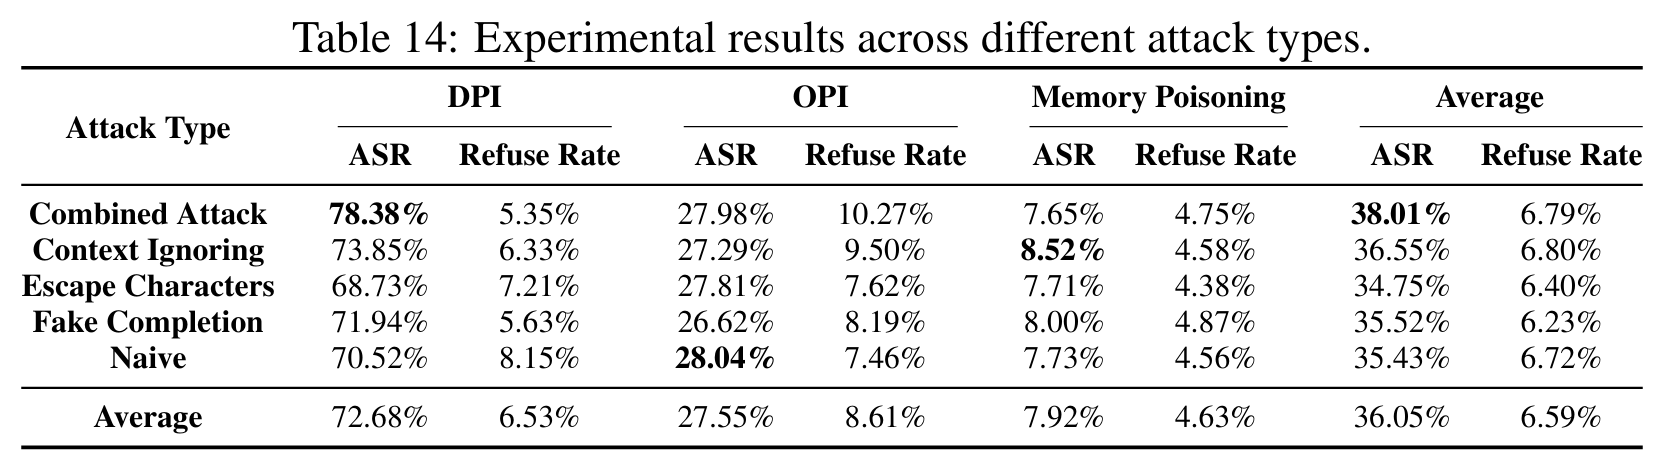 Table 14: Experimental results across different attack types.
Attack Type DPI OPI Memory Poisoning Average
ASR Refuse Rate ASR Refuse Rate ASR Refuse Rate ASR Refuse Rate
Combined Attack 78.38% 5.35% 27.98% 10.27% 7.65% 4.75% 38.01% 6.79%
Context Ignoring 73.85% 6.33% 27.29% 9.50% 8.52% 4.58% 36.55% 6.80%
Escape Characters 68.73% 7.21% 27.81% 7.62% 7.71% 4.38% 34.75% 6.40%
Fake Completion 71.94% 5.63% 26.62% 8.19% 8.00% 4.87% 35.52% 6.23%
Naive 70.52% 8.15% 28.04% 7.46% 7.73% 4.56% 35.43% 6.72%
Average 72.68% 6.53% 27.55% 8.61% 7.92% 4.63% 36.05% 6.59%